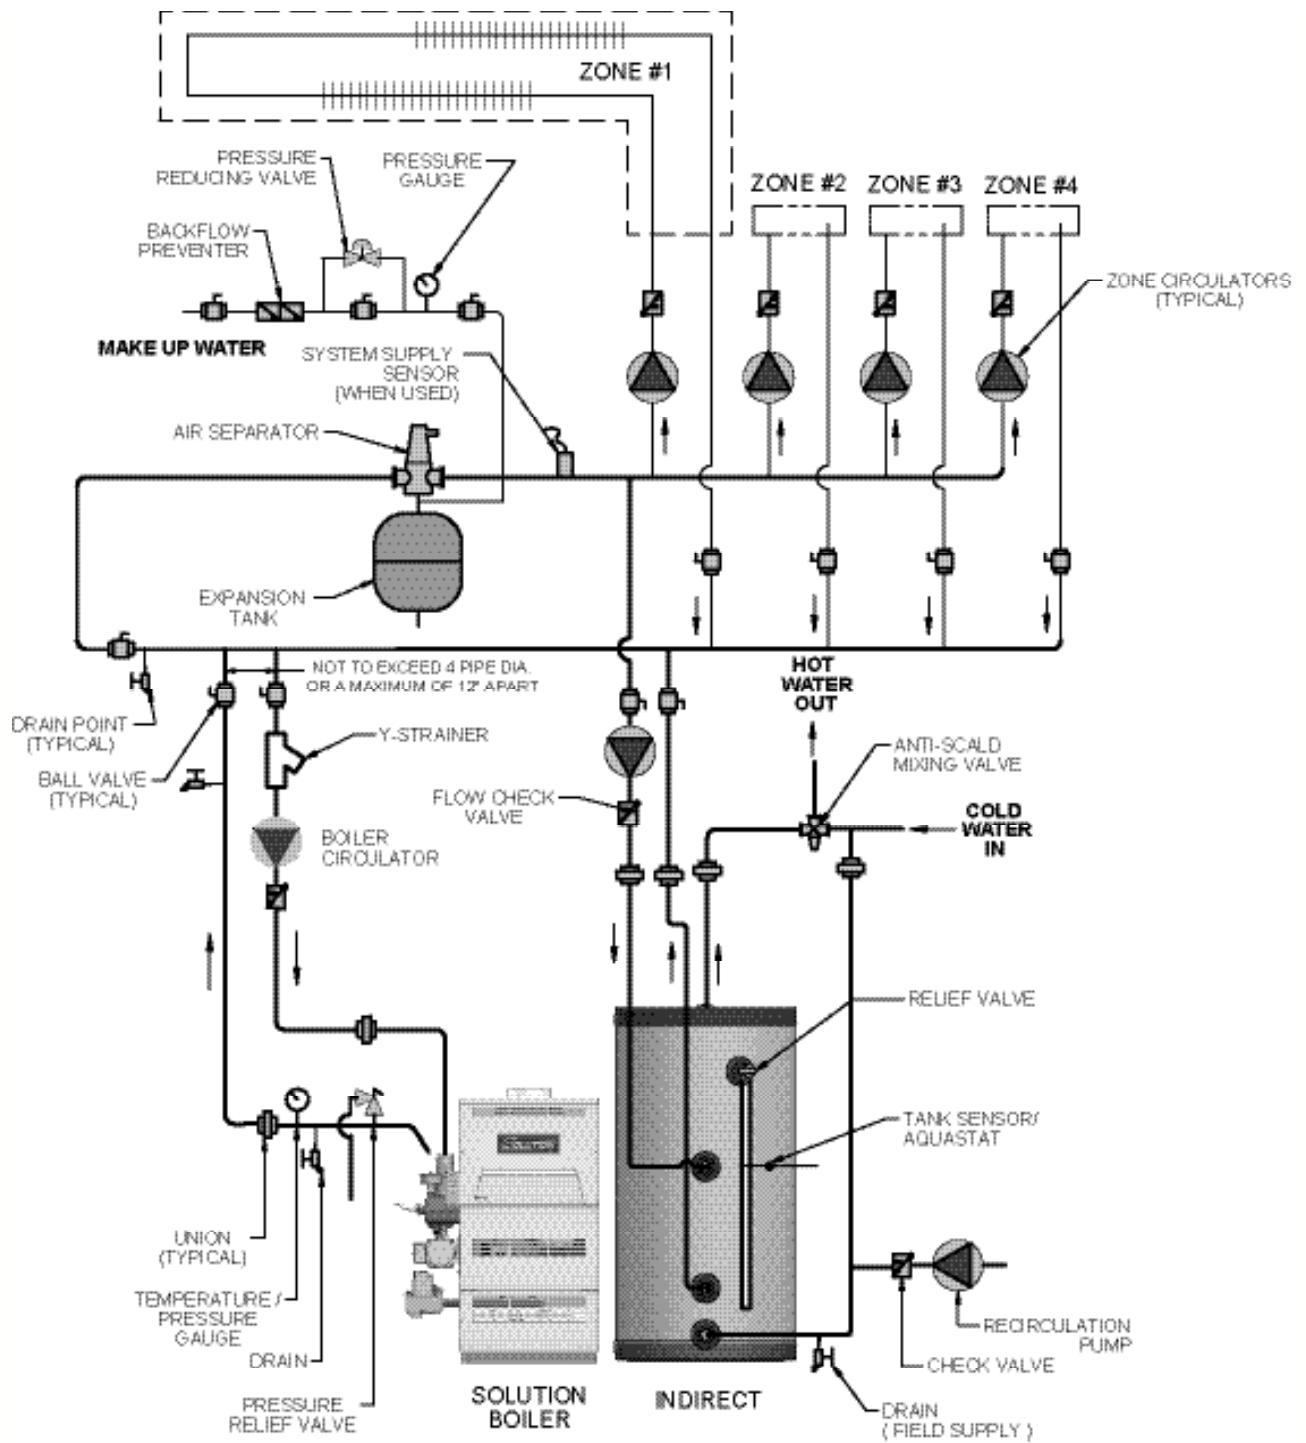 ZONE #1
PRESSURE
REDUCING VALVE
PRESSURE
GAUGE
ZONE #2
ZONE #3
ZONE #4
BACKFLOW
PREVENTER
ZONE CIRCULATORS
(TYPICAL)
MAKE UP WATER
SYSTEM SUPPLY
SENSOR
(WHEN USED)
AIR SEPARATOR
EXPANSION
TANK
NOT TO EXCEED 4 PIPE DIA.
OR A MAXIMUM OF 12" APART
HOT
WATER
OUT
DRAIN POINT
(TYPICAL)
Y-STRAINER
ANTI-SCALD
MIXING VALVE
BALL VALVE
(TYPICAL)
FLOW CHECK
VALVE
COLD
WATER
IN
BOILER
CIRCULATOR
RELIEF VALVE
TANK SENSOR/
AQUASTAT
SOLUTION
UNION
(TYPICAL)
TEMPERATURE /
PRESSURE
GAUGE
DRAIN
RECIRCULATION
PUMP
CHECK VALVE
PRESSURE
RELIEF VALVE
SOLUTION
BOILER
INDIRECT
DRAIN
( FIELD SUPPLY )